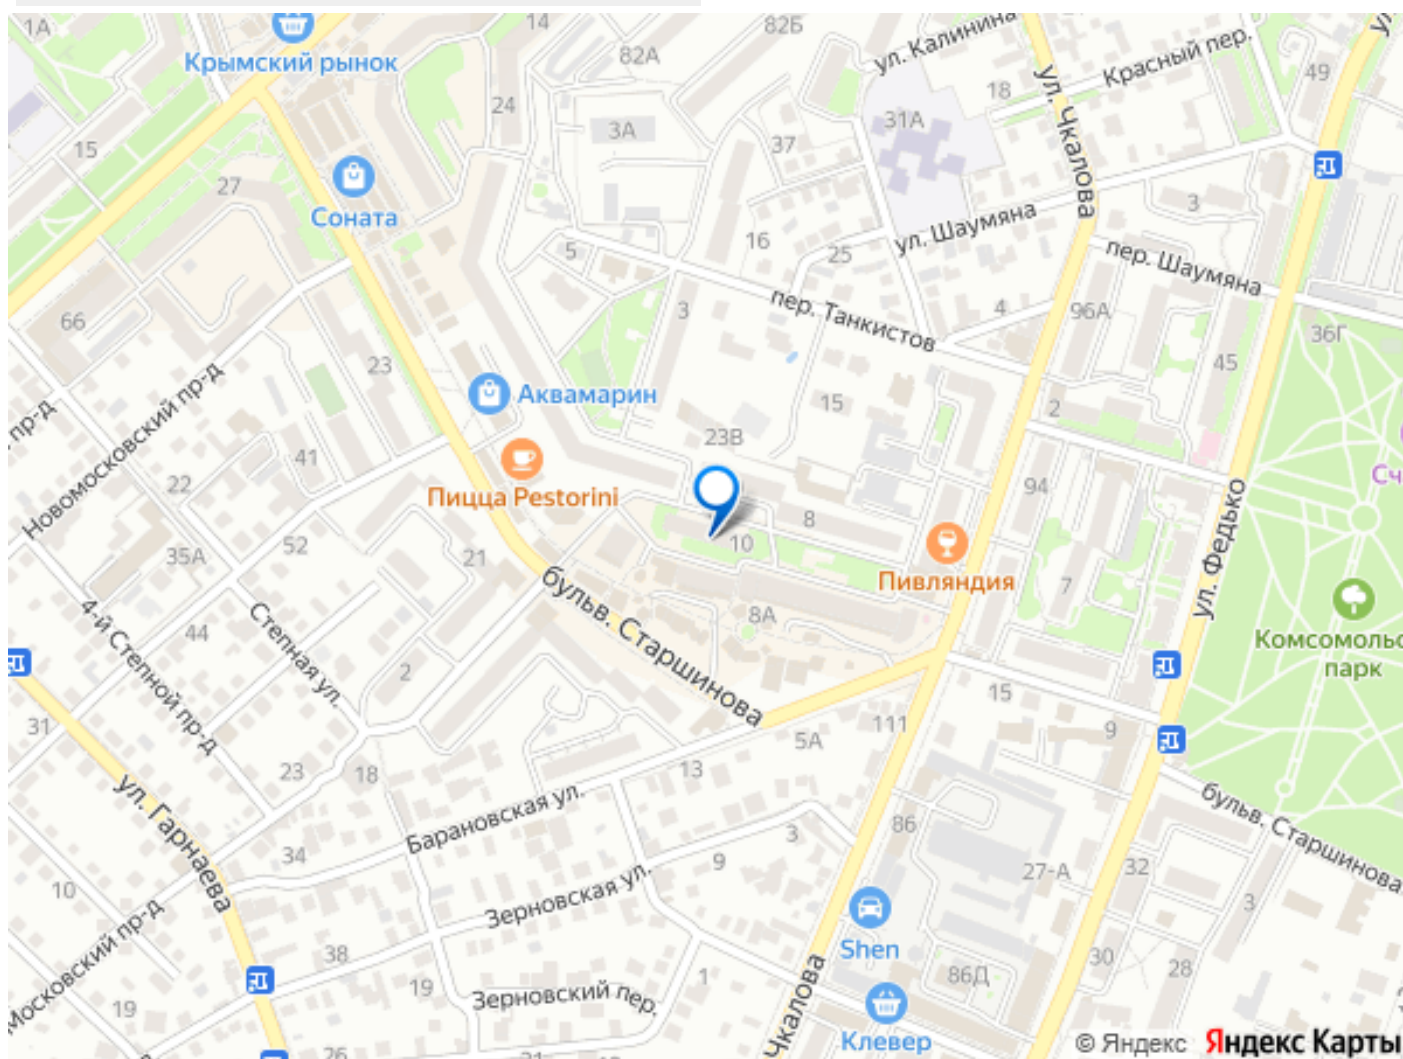 1А
14
82Б
ул. Калинина
Крымский рынок
82А
Красный пер.
49
24
18
ул. Чкалова
3А
31А
15
37
27
Соната
3
16
ул. Шаумяна
25
5
пер. Шаумяна
3
пер. Танкистов
4
96А
66
36Г
45
23
Новомосковский пр-д
пр-д
Аквамарин
15
2
23В
41
Пицца Pestorini
22
94
8
52
35А
10
21
Пивляндия
7
ул. Федько
бульв. Старшинова
4-й Степной пр-д
Степная ул.
8А
44
Комсомольс
парк
2
15
31
111
5А
9
23
18
13
ул. Гарнаева
Барановская ул.
бульв. Старшинова
86
3
34
9
27-А
32
10
Зерновская ул.
3
Московский пр-д
38
Shen
30
28
19
19
Зерновский пер.
1
86Д
Чкалова
Клевер
26
© Яндекс Яндекс Карты